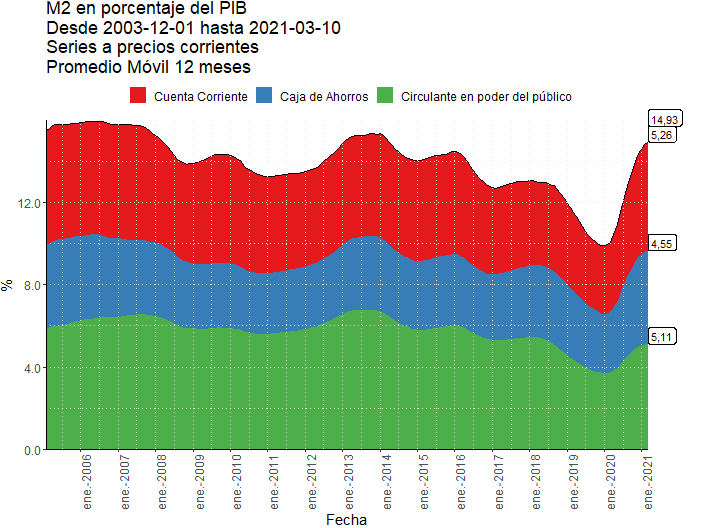 M2 en porcentaje del PIB
Desde 2003-12-01 hasta 2021-03-10
Series a precios corrientes
Promedio Móvil 12 meses
Cuenta Corriente Caja de Ahorros Circulante en poder del público
14,93
5,26
12.0
4,55
8.0
%
5,11
4.0
0.0
ene.-2006 ene.-2007 ene.-2008 ene.-2009 ene.-2010 ene.-2011 ene.-2012 ene.-2013 ene.-2014 ene.-2015 ene.-2016 ene.-2017 ene.-2018 ene.-2019 ene.-2020 ene.-2021
Fecha